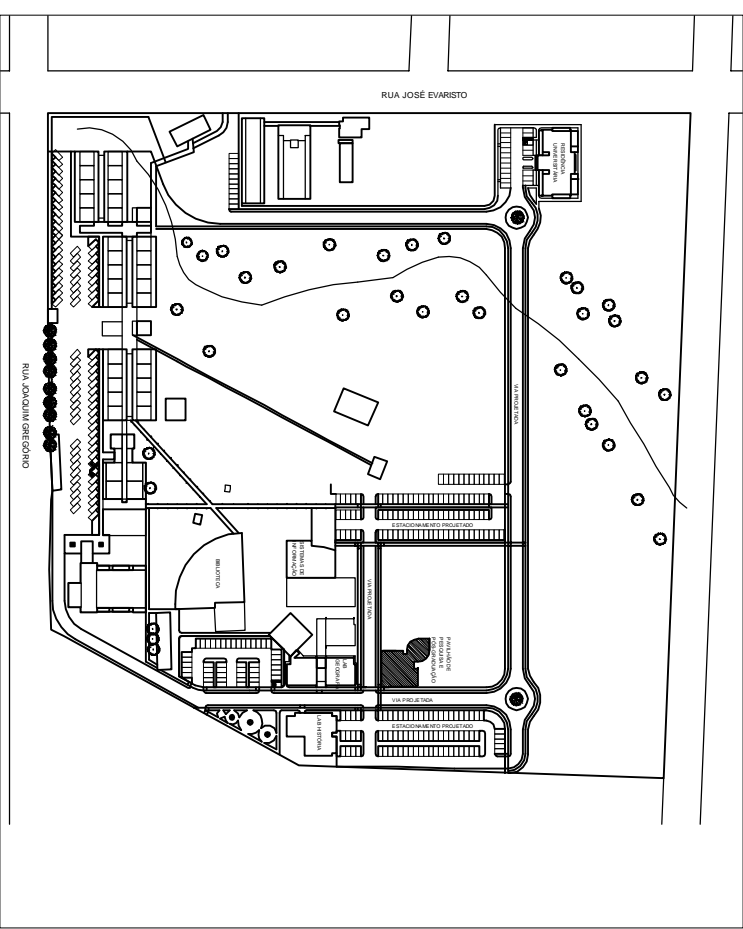 RUA JOSÉ EVARISTO
RESIDÊNCIA
UNIVERSITÁRIA
RUA JOAQUIM GREGÓRIO
VIA PROJETADA
ESTACIONAMENTO PROJETADO
SISTEMAS DE
INFORMAÇÃO
BIBLIOTECA
VIA PROJETADA
PAVILHÃO DE
PESQUISA E
PÓS-GRADUAÇÃO
LAB
GEOGRAFIA
VIA PROJETADA
LAB HISTÓRIA
ESTACIONAMENTO PROJETADO